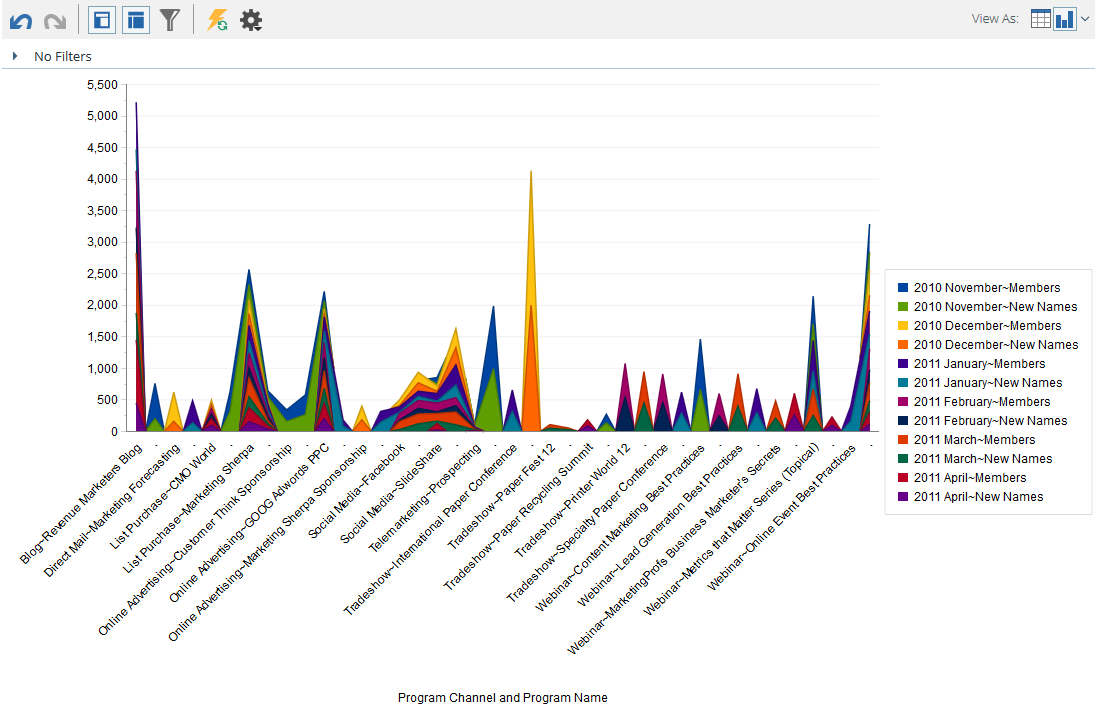 View As:
No Filters
5,500
5,000
4,500
4,000
3,500
3,000
2,500
2,000
1,500
1,000
500
0
Blog~Revenue Marketers Blog
Direct Mail~Marketing Forecasting
List Purchase~CMO World
List Purchase~Marketing Sherpa
Online Advertising~Customer Think Sponsorship
Online Advertising~GOOG Adwords PPC
Online Advertising~Marketing Sherpa Sponsorship
Social Media~Facebook
Social Media~SlideShare
Telemarketing~Prospecting
Tradeshow~International Paper Conference
Tradeshow~Paper Fest 12
Tradeshow~Paper Recycling Summit
Tradeshow~Printer World 12
Tradeshow~Specialty Paper Conference
Webinar~Content Marketing Best Practices
Webinar~Lead Generation Best Practices
Webinar~MarketingProfs Business Marketer's Secrets
Webinar~Metrics that Matter Series (Topical)
Webinar~Online Event Best Practices
Program Channel and Program Name
2010 November~Members
2010 November~New Names
2010 December~Members
2010 December~New Names
2011 January~Members
2011 January~New Names
2011 February~Members
2011 February~New Names
2011 March~Members
2011 March~New Names
2011 April~Members
2011 April~New Names